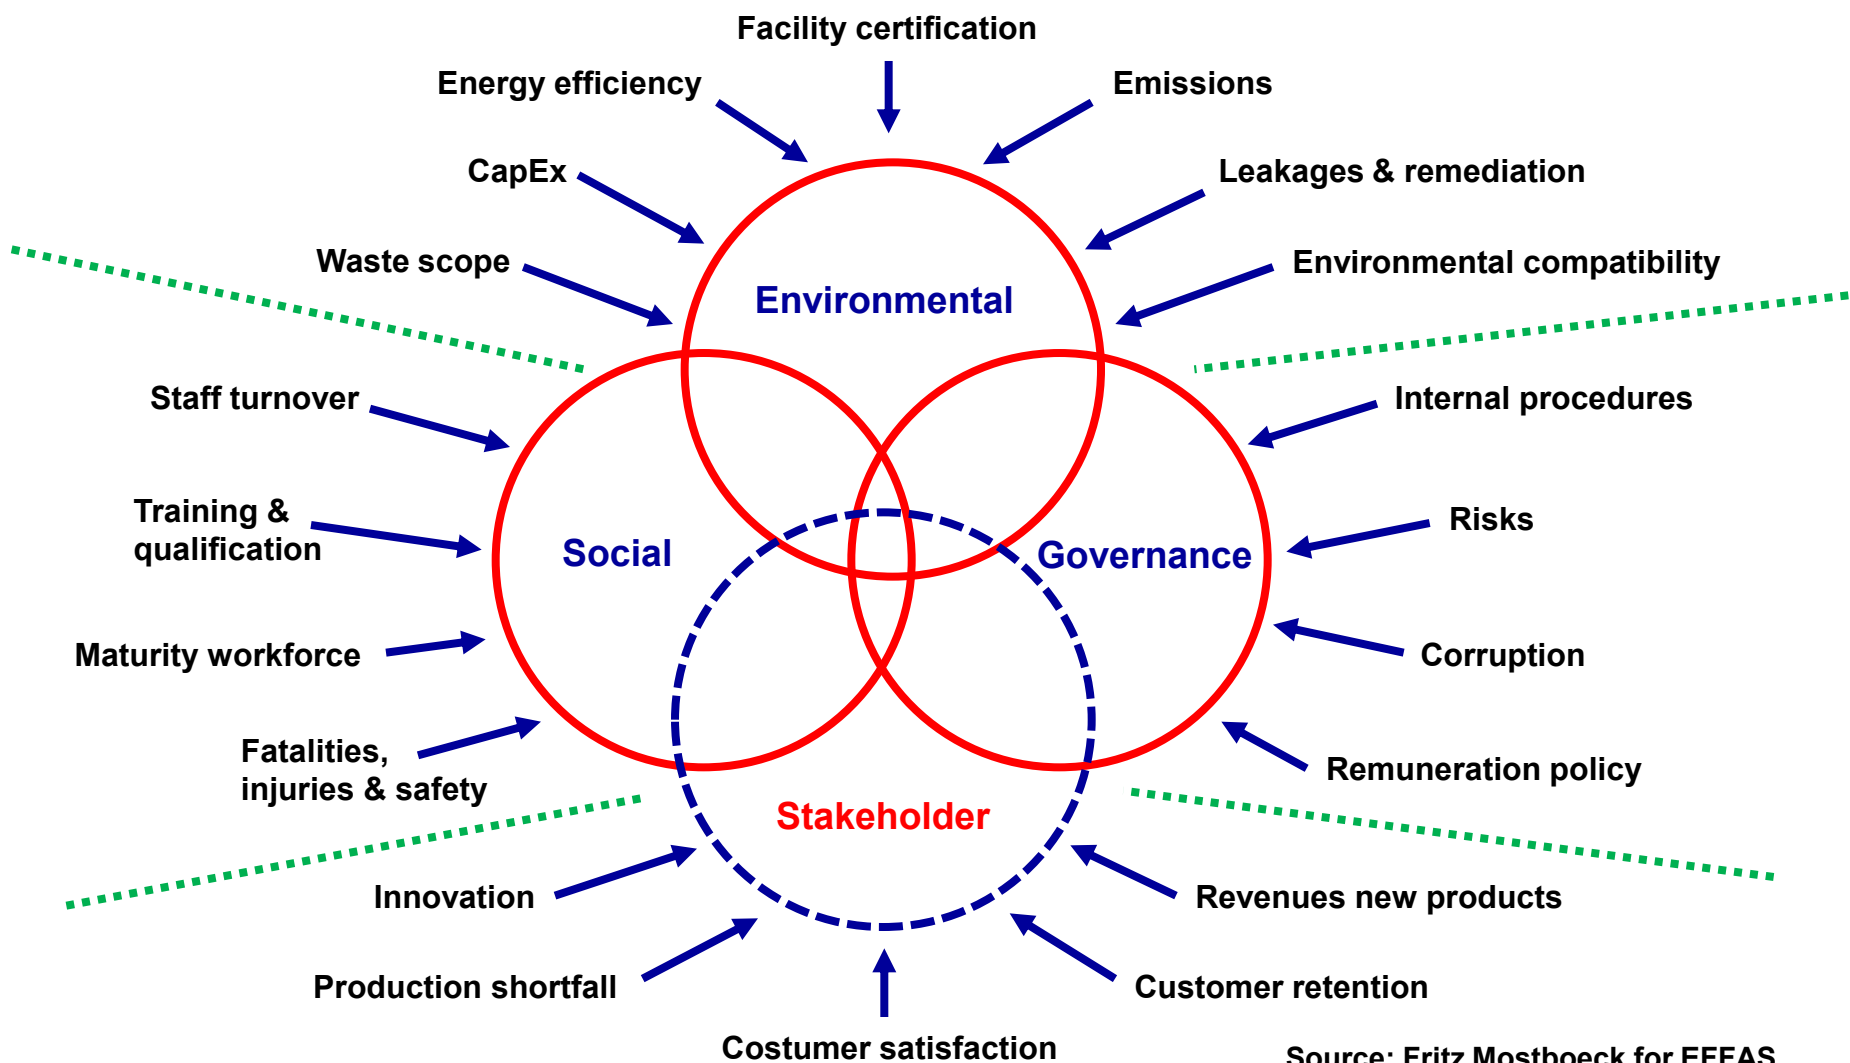 Facility certification
Energy efficiency
Emissions
CapEx
Leakages & remediation
Waste scope
Environmental compatibility
Environmental
Staff turnover
Internal procedures
Training &
qualification
Risks
Social
Governance
Maturity workforce
Corruption
Fatalities,
injuries & safety
Remuneration policy
Stakeholder
Innovation
Revenues new products
Production shortfall
Customer retention
Costumer satisfaction
Source: Fritz Mostboeck for EFFAS